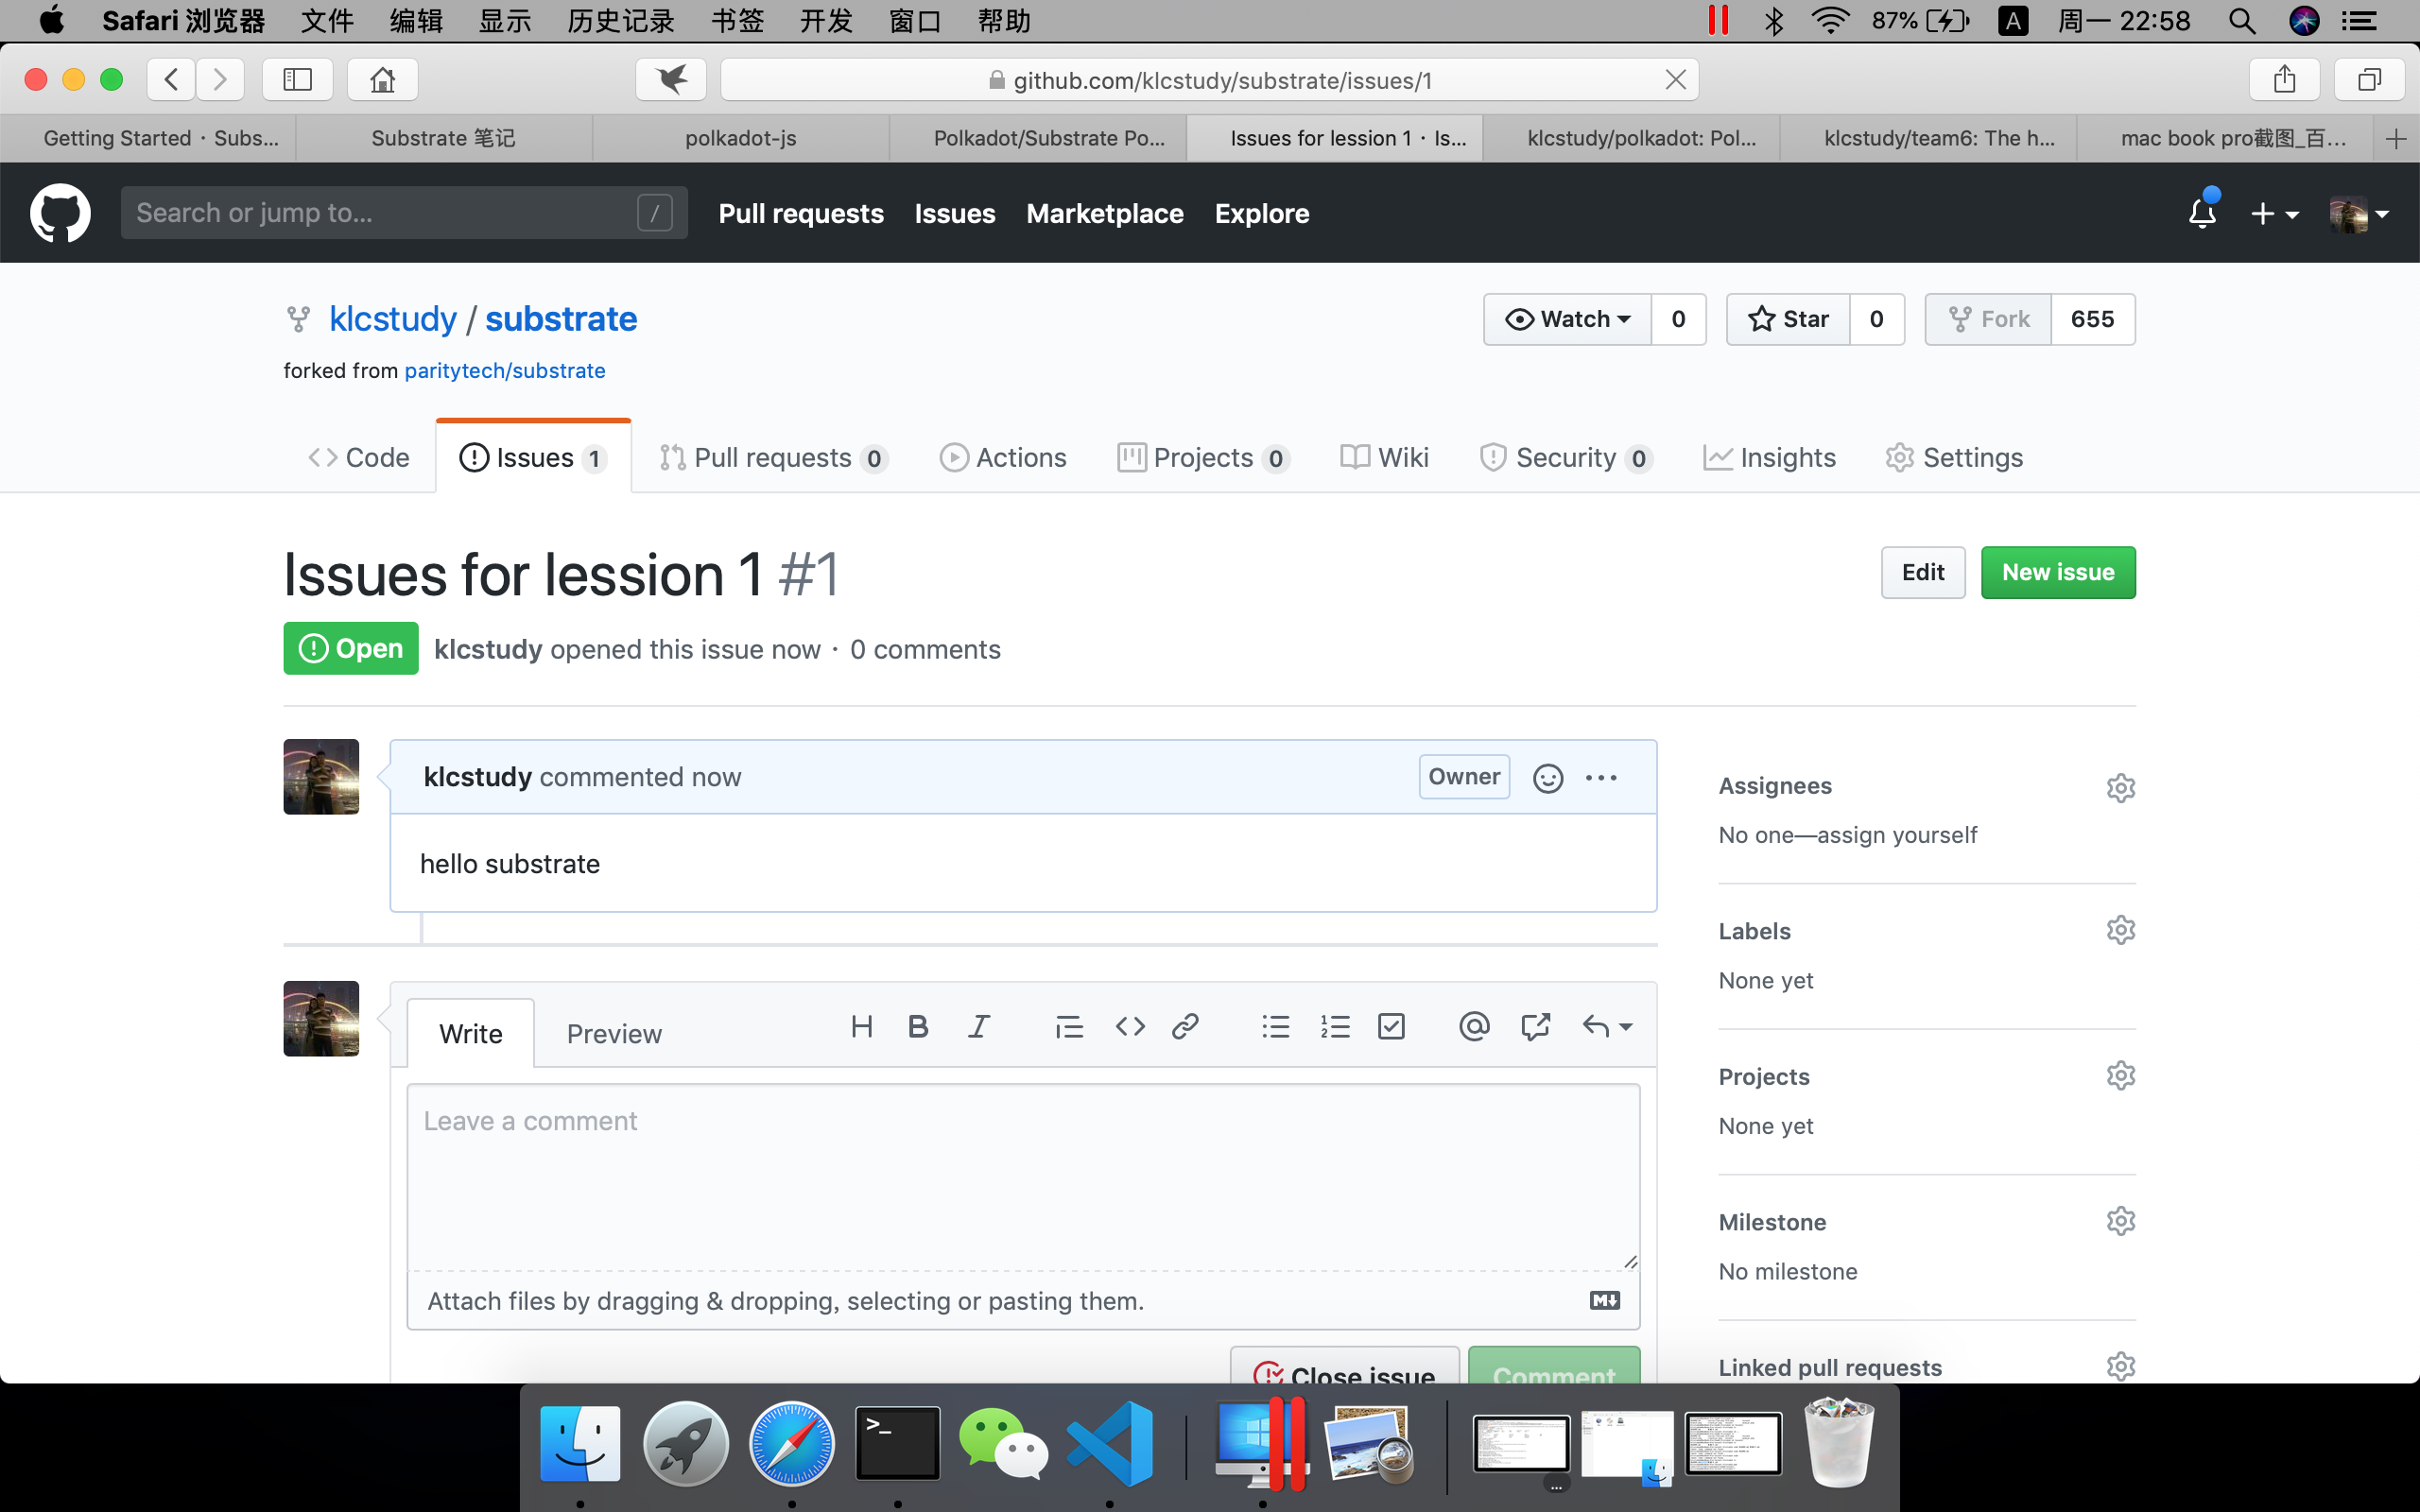 Safari 浏览器 文件 编辑 显示 历史记录 书签 开发 窗口 帮助 87% A 周一 22:58
github.com/klcstudy/substrate/issues/1
Getting Started · Subs... Substrate 笔记 polkadot-js Polkadot/Substrate Po... Issues for lession 1 · Is... klcstudy/polkadot: Pol... klcstudy/team6: The h... mac book pro截图_百...
Search or jump to... / Pull requests Issues Marketplace Explore
klcstudy / substrate Watch 0 Star 0 Fork 655
forked from paritytech/substrate
Code Issues 1 Pull requests 0 Actions Projects 0 Wiki Security 0 Insights Settings
Issues for lession 1 #1 Edit New issue
Open klcstudy opened this issue now · 0 comments
klcstudy commented now Owner
hello substrate
Assignees
No one—assign yourself
Labels
None yet
Projects
None yet
Milestone
No milestone
Linked pull requests
Write Preview
Leave a comment
Attach files by dragging & dropping, selecting or pasting them.
Close issue Comment